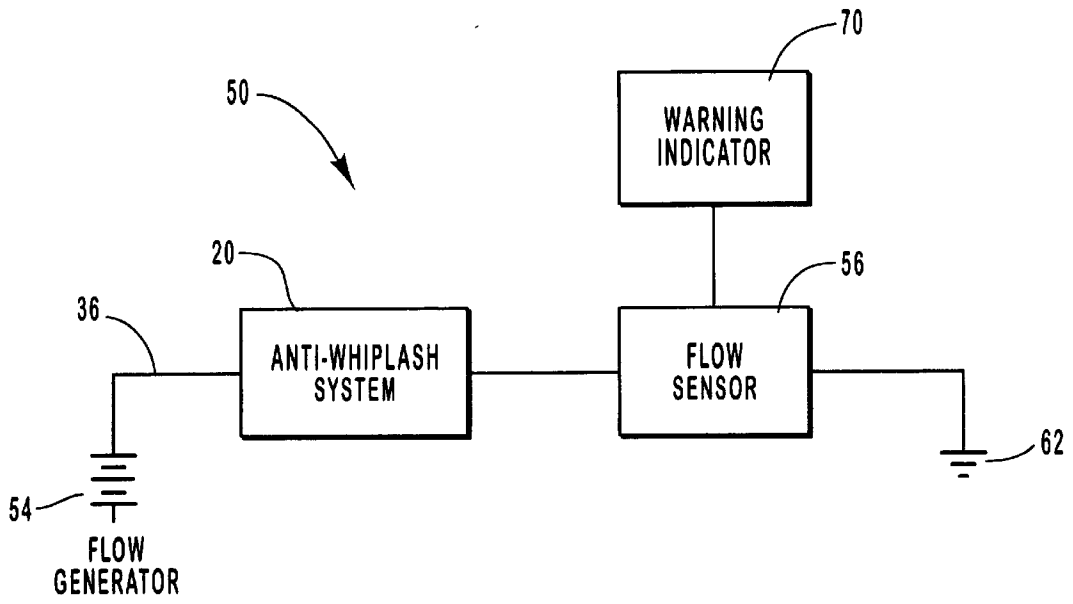 70
WARNING
INDICATOR
50
20
56
36
ANTI-WHIPLASH
SYSTEM
FLOW
SENSOR
62
54
FLOW
GENERATOR